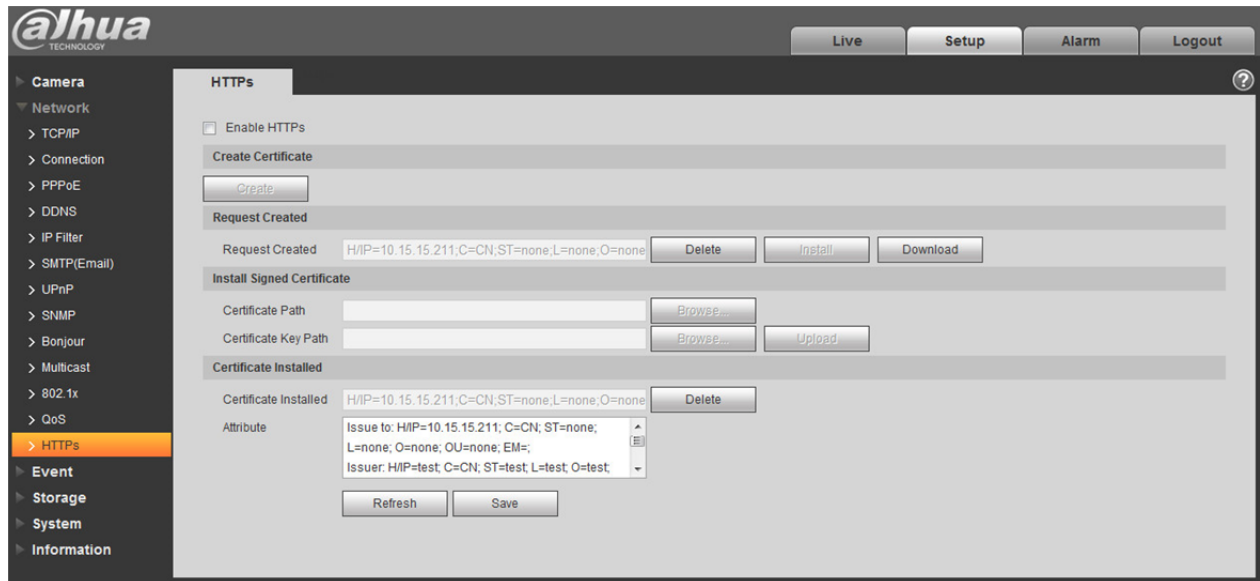 alhua
TECHNOLOGY
Live
Setup
Alarm
Logout
Camera
Network
TCP/IP
Connection
PPPoE
DDNS
IP Filter
SMTP(Email)
UPnP
SNMP
Bonjour
Multicast
802.1x
QoS
HTTPs
Event
Storage
System
Information
HTTPs
?
Enable HTTPs
Create Certificate
Create
Request Created
Request Created H/IP=10.15.15.211;C=CN;ST=none;L=none;O=none Delete Install Download
Install Signed Certificate
Certificate Path Browse...
Certificate Key Path Browse... Upload
Certificate Installed
Certificate Installed H/IP=10.15.15.211;C=CN;ST=none;L=none;O=none Delete
Attribute Issue to: H/IP=10.15.15.211; C=CN; ST=none;
L=none; O=none; OU=none; EM=;
Issuer: H/IP=test; C=CN; ST=test; L=test; O=test;
Refresh Save